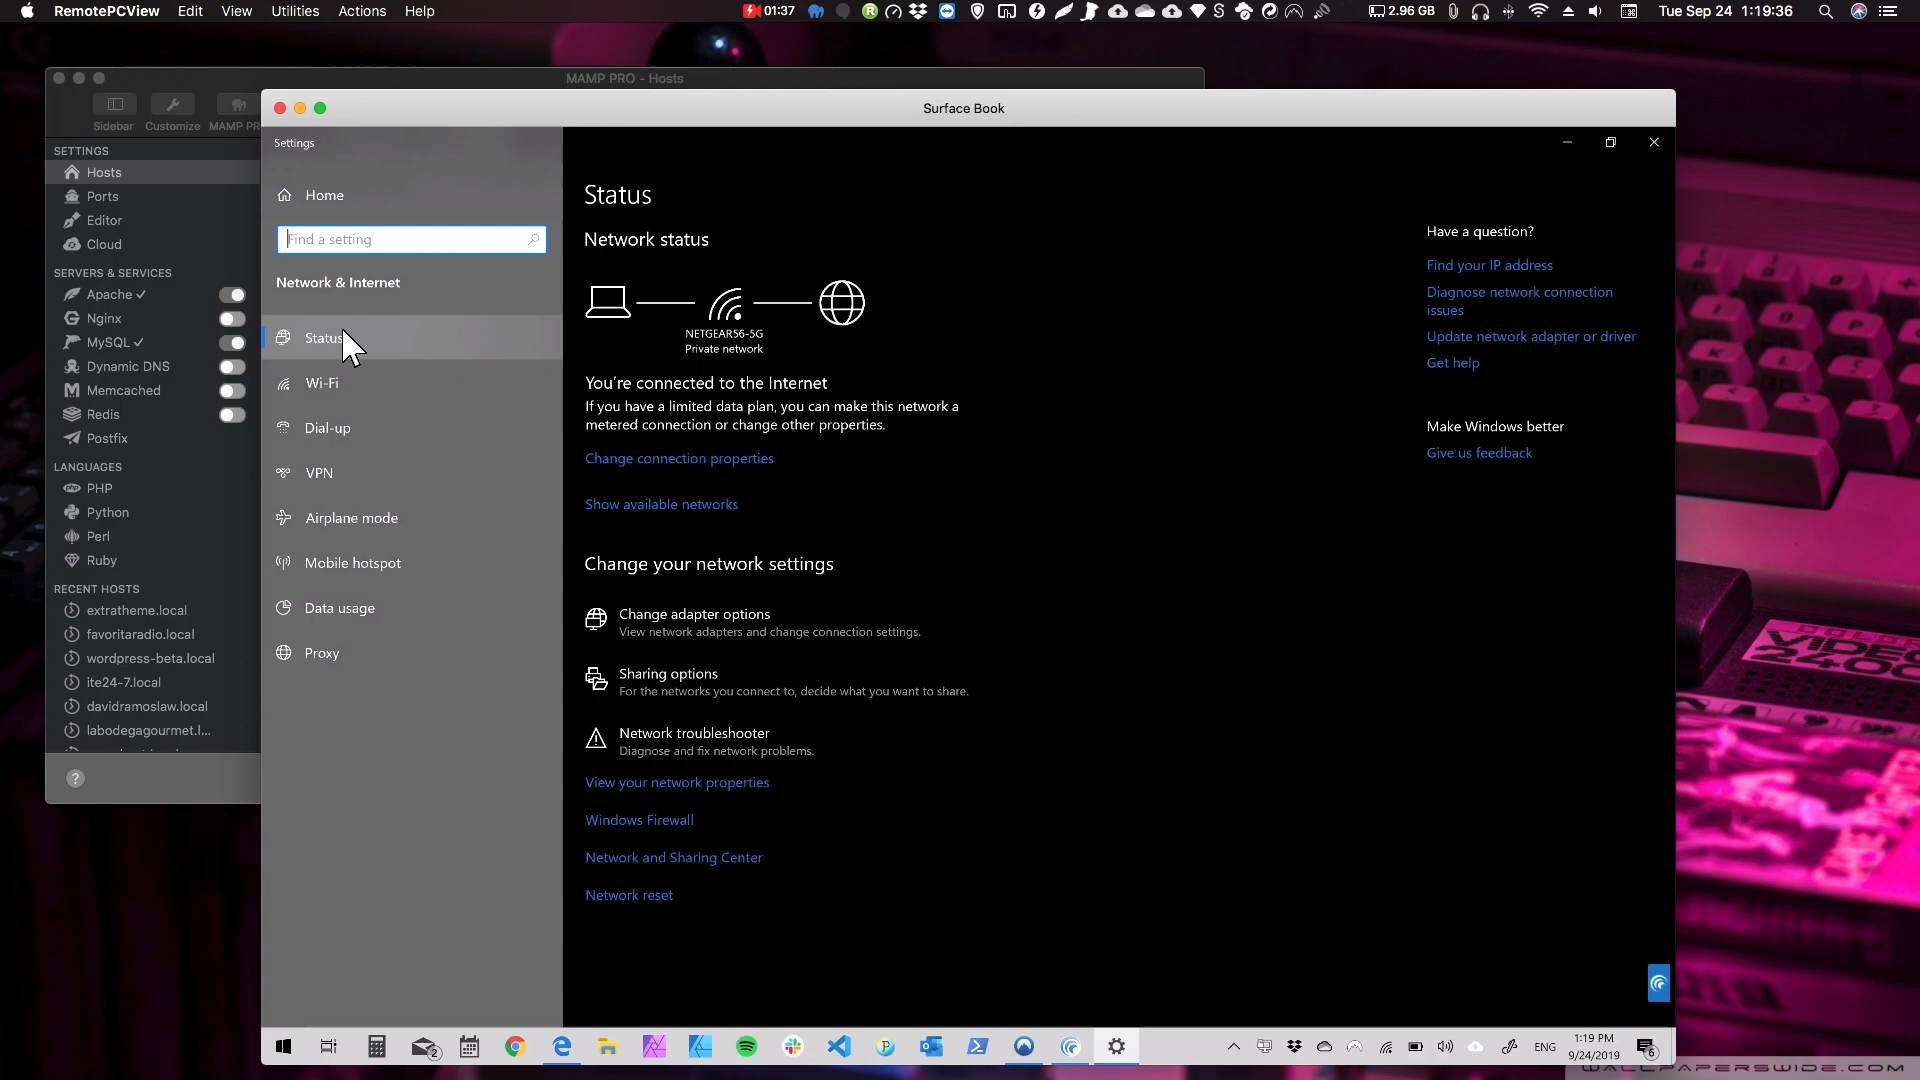 RemotePCView Edit View Utilities Actions Help 01:37 2.96 GB Tue Sep 24 1:19:36
MAMP PRO - Hosts
Sidebar Customize MAMP PR
SETTINGS
Hosts
Ports
Editor
Cloud
SERVERS & SERVICES
Apache ✓
Nginx
MySQL ✓
Dynamic DNS
Memcached
Redis
Postfix
LANGUAGES
PHP
Python
Perl
Ruby
RECENT HOSTS
extratheme.local
favoritaradio.local
wordpress-beta.local
ite24-7.local
davidramoslaw.local
labodegagourmet.l...
?
Surface Book
Settings
Home
Find a setting
Network & Internet
Status
Wi-Fi
Dial-up
VPN
Airplane mode
Mobile hotspot
Data usage
Proxy
Status
Network status
NETGEAR56-5G
Private network
You're connected to the Internet
If you have a limited data plan, you can make this network a
metered connection or change other properties.
Change connection properties
Show available networks
Change your network settings
Change adapter options
View network adapters and change connection settings.
Sharing options
For the networks you connect to, decide what you want to share.
Network troubleshooter
Diagnose and fix network problems.
View your network properties
Windows Firewall
Network and Sharing Center
Network reset
Have a question?
Find your IP address
Diagnose network connection
issues
Update network adapter or driver
Get help
Make Windows better
Give us feedback
2
ENG
1:19 PM
9/24/2019
6
VIDEO
2400
WALLPAPERSWIDE.COM